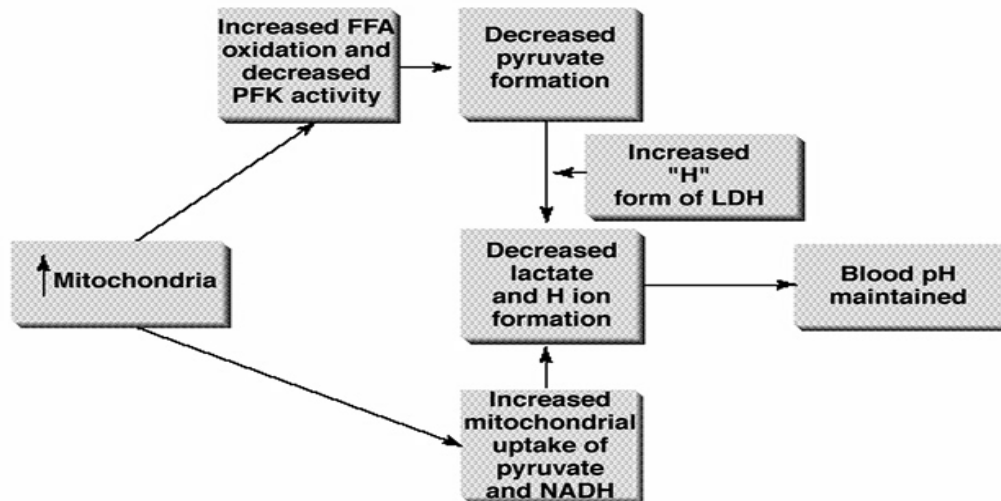 Increased FFA
oxidation and
decreased
PFK activity
Decreased
pyruvate
formation
Increased
"H"
form of LDH
Mitochondria
Decreased
lactate
and H ion
formation
Blood pH
maintained
Increased
mitochondrial
uptake of
pyruvate
and NADH